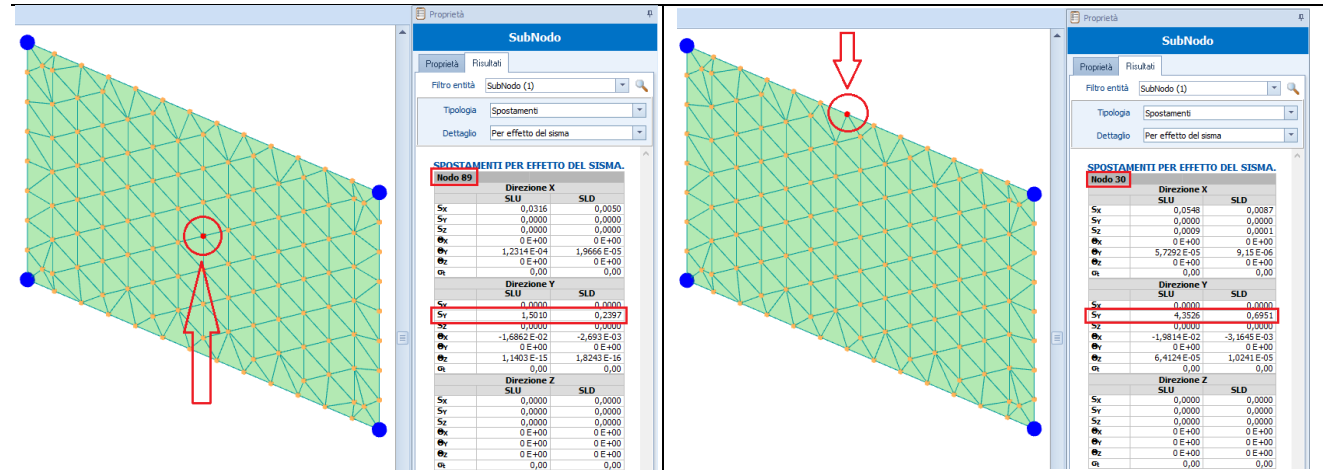 Proprietà
SubNodo
Proprietà Risultati
Filtro entità SubNodo (1)
Tipologia Spostamenti
Dettaglio Per effetto del sisma
SPOSTAMENTI PER EFFETTO DEL SISMA.
Nodo 89
Direzione X
SLU SLD
Sx 0,0316 0,0050
Sy 0,0000 0,0000
Sz 0,0000 0,0000
Θx 0 E+00 0 E+00
Θy 1,2314 E-04 1,9666 E-05
Θz 0 E+00 0 E+00
σt 0,00 0,00
Direzione Y
SLU SLD
Sx 0,0000 0,0000
Sy 1,5010 0,2397
Sz 0,0000 0,0000
Θx -1,6862 E-02 -2,693 E-03
Θy 0 E+00 0 E+00
Θz 1,1403 E-15 1,8243 E-16
σt 0,00 0,00
Direzione Z
SLU SLD
Sx 0,0000 0,0000
Sy 0,0000 0,0000
Sz 0,0000 0,0000
Θx 0 E+00 0 E+00
Θy 0 E+00 0 E+00
Θz 0 E+00 0 E+00
σt 0,00 0,00
Proprietà
SubNodo
Proprietà Risultati
Filtro entità SubNodo (1)
Tipologia Spostamenti
Dettaglio Per effetto del sisma
SPOSTAMENTI PER EFFETTO DEL SISMA.
Nodo 30
Direzione X
SLU SLD
Sx 0,0548 0,0087
Sy 0,0000 0,0000
Sz 0,0009 0,0001
Θx 0 E+00 0 E+00
Θy 5,7292 E-05 9,15 E-06
Θz 0 E+00 0 E+00
σt 0,00 0,00
Direzione Y
SLU SLD
Sx 0,0000 0,0000
Sy 4,3526 0,6951
Sz 0,0000 0,0000
Θx -1,9814 E-02 -3,1645 E-03
Θy 0 E+00 0 E+00
Θz 6,4124 E-05 1,0241 E-05
σt 0,00 0,00
Direzione Z
SLU SLD
Sx 0,0000 0,0000
Sy 0,0000 0,0000
Sz 0,0000 0,0000
Θx 0 E+00 0 E+00
Θy 0 E+00 0 E+00
Θz 0 E+00 0 E+00
σt 0,00 0,00